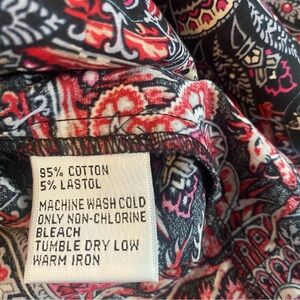 95% COTTON
5% LASTOL
MACHINE WASH COLD
ONLY NON-CHLORINE
BLEACH
TUMBLE DRY LOW
WARM IRON